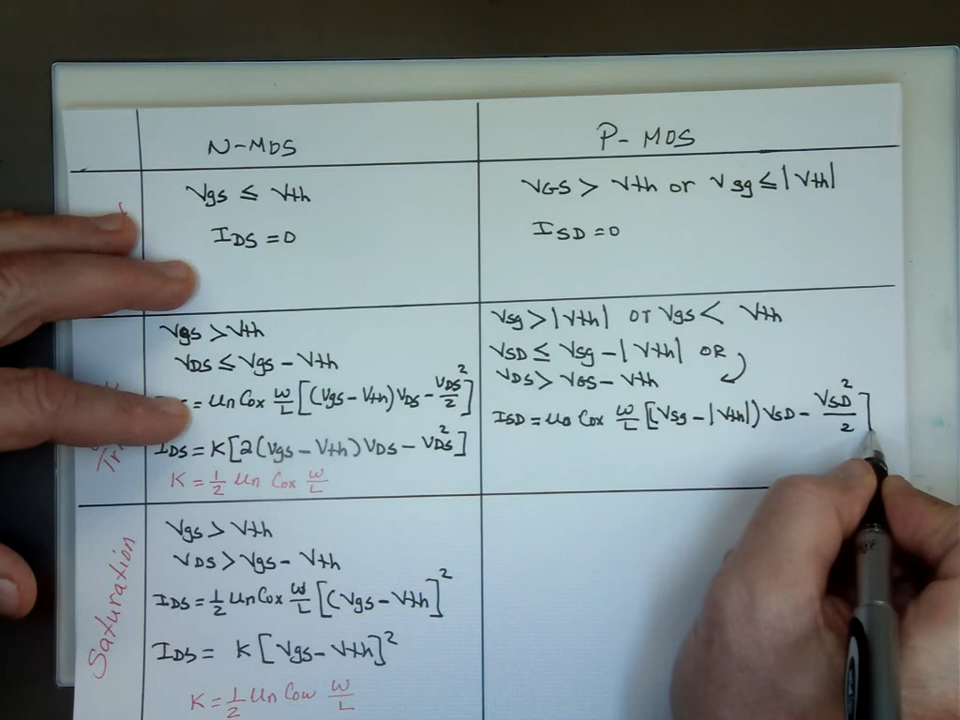 N-MOS
P-MOS
Vgs ≤ Vth
IDS = 0
VGS > Vth or Vsg ≤ |Vth|
ISD = 0
Vgs > Vth
VDS ≤ Vgs - Vth
= Un Cox W/L [(Vgs - Vth) VDS - VDS²/2]
IDS = K [2(Vgs - Vth) VDS - VDS²]
K = 1/2 Un Cox W/L
Vsg > |Vth| or Vgs < Vth
VSD ≤ Vsg - |Vth| OR
VDS > VGS - Vth
ISD = Cox W/L [(Vsg - |Vth|) VSD - VSD²/2]
Saturation
Vgs > Vth
VDS > Vgs - Vth
IDS = 1/2 Un Cox W/L [(Vgs - Vth]²
IDS = K [Vgs - Vth]²
K = 1/2 Un Cow W/L